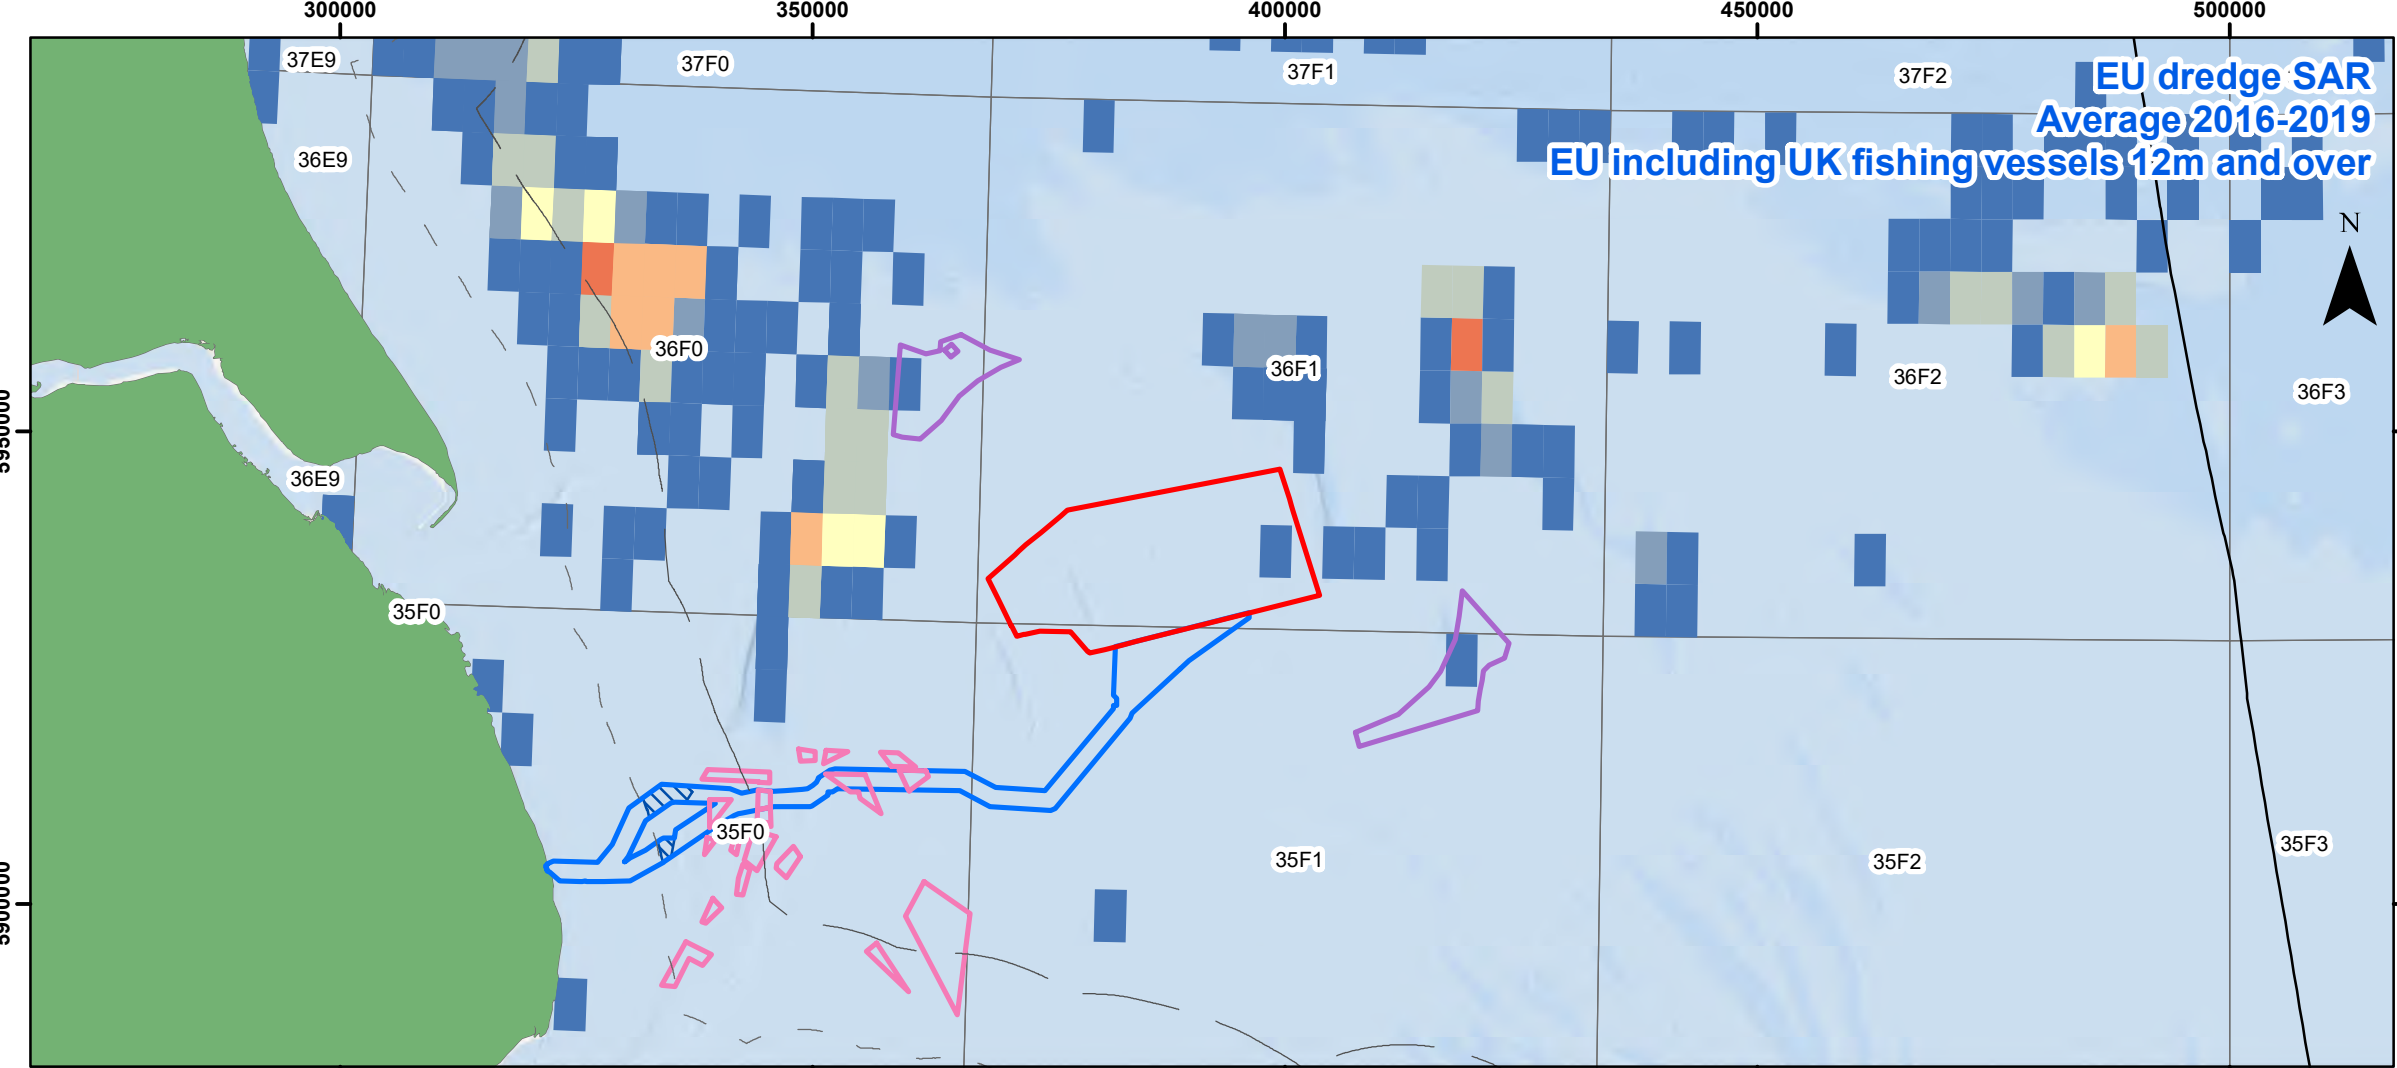 300000 350000 400000 450000 500000
37E9 37F0 37F1 37F2
EU dredge SAR
Average 2016-2019
EU including UK fishing vessels 12m and over
36E9
N
36F0 36F1 36F2 36F3
36E9
35F0
35F0 35F1 35F2 35F3